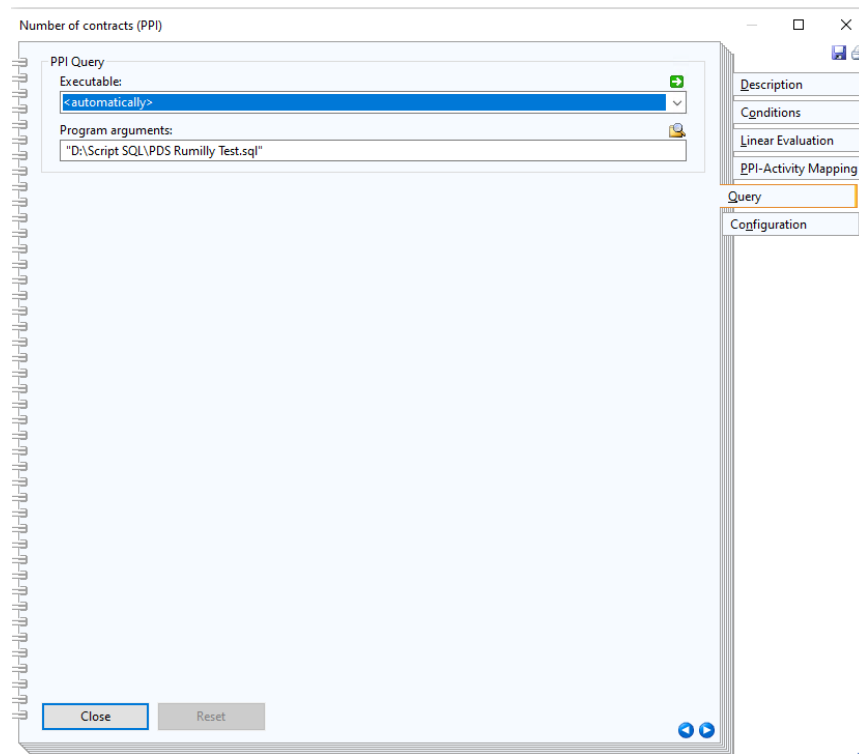 Number of contracts (PPI)
PPI Query
Executable:
<automatically>
Program arguments:
"D:\Script SQL\PDS Rumilly Test.sql"
Description
Conditions
Linear Evaluation
PPI-Activity Mapping
Query
Configuration
Close
Reset